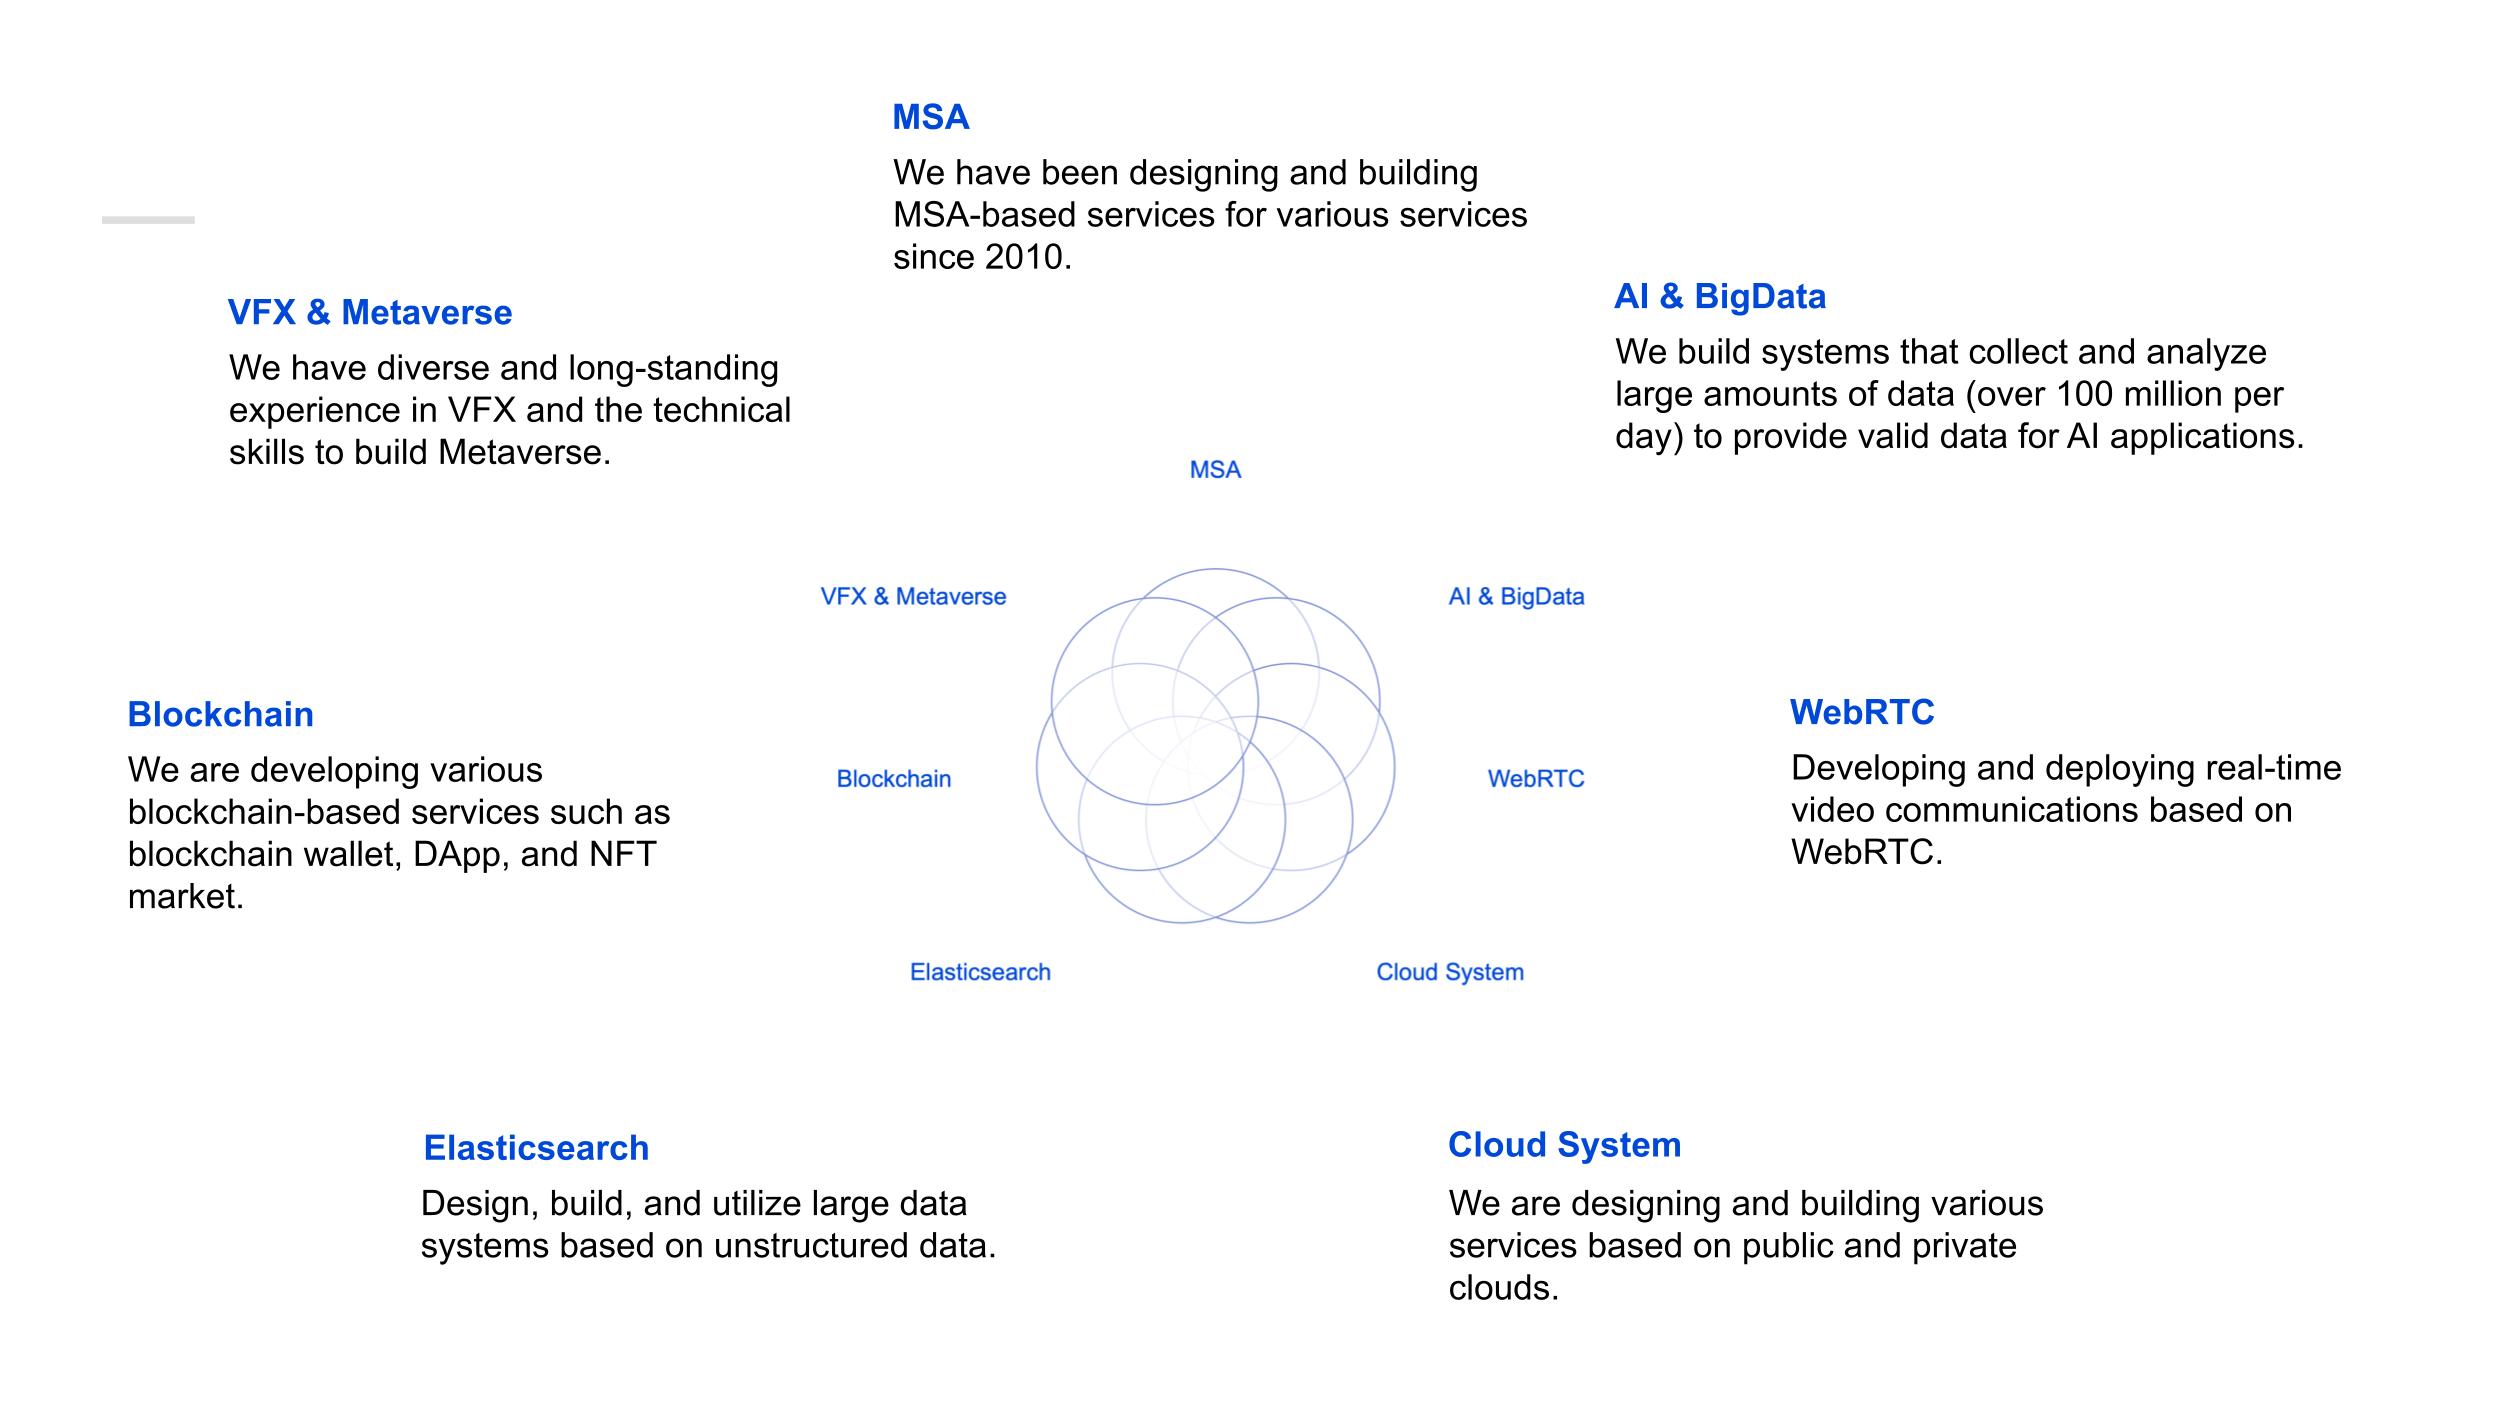 MSA
We have been designing and building
MSA-based services for various services
since 2010.
VFX & Metaverse
We have diverse and long-standing
experience in VFX and the technical
skills to build Metaverse.
AI & BigData
We build systems that collect and analyze
large amounts of data (over 100 million per
day) to provide valid data for AI applications.
MSA
VFX & Metaverse
AI & BigData
Blockchain
WebRTC
Elasticsearch
Cloud System
Blockchain
We are developing various
blockchain-based services such as
blockchain wallet, DApp, and NFT
market.
WebRTC
Developing and deploying real-time
video communications based on
WebRTC.
Elasticsearch
Design, build, and utilize large data
systems based on unstructured data.
Cloud System
We are designing and building various
services based on public and private
clouds.